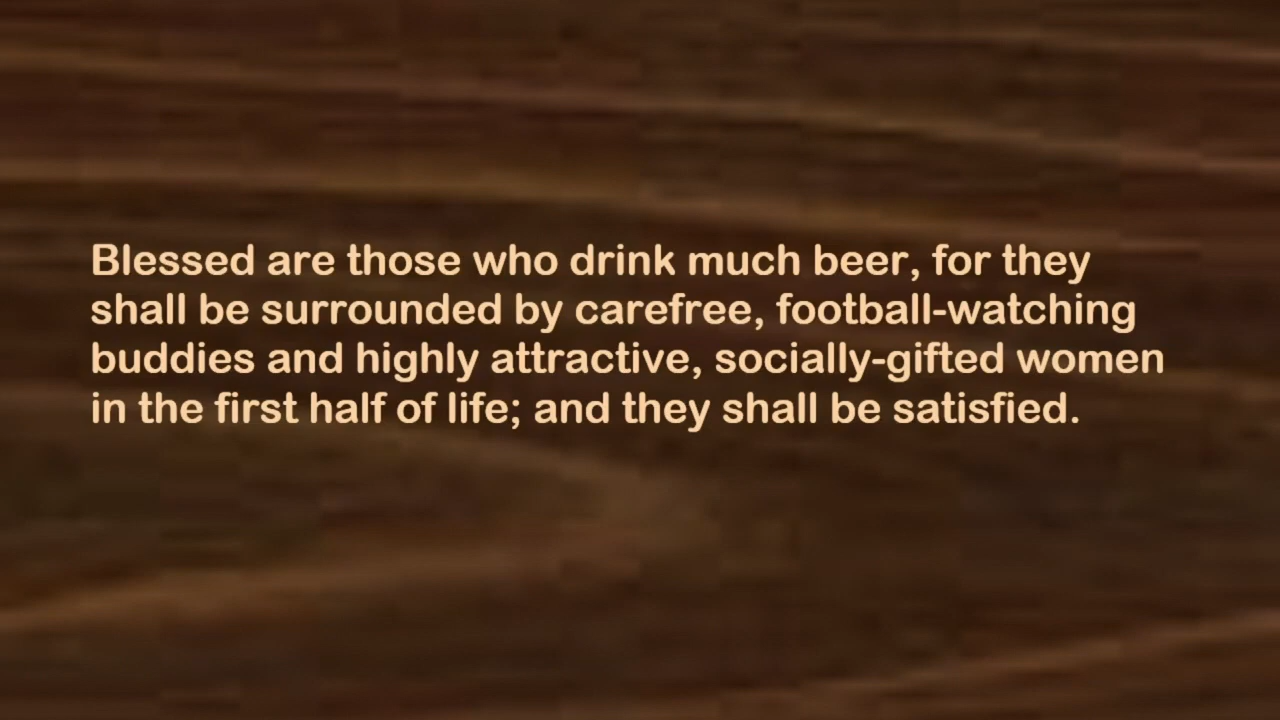 Blessed are those who drink much beer, for they
shall be surrounded by carefree, football-watching
buddies and highly attractive, socially-gifted women
in the first half of life; and they shall be satisfied.